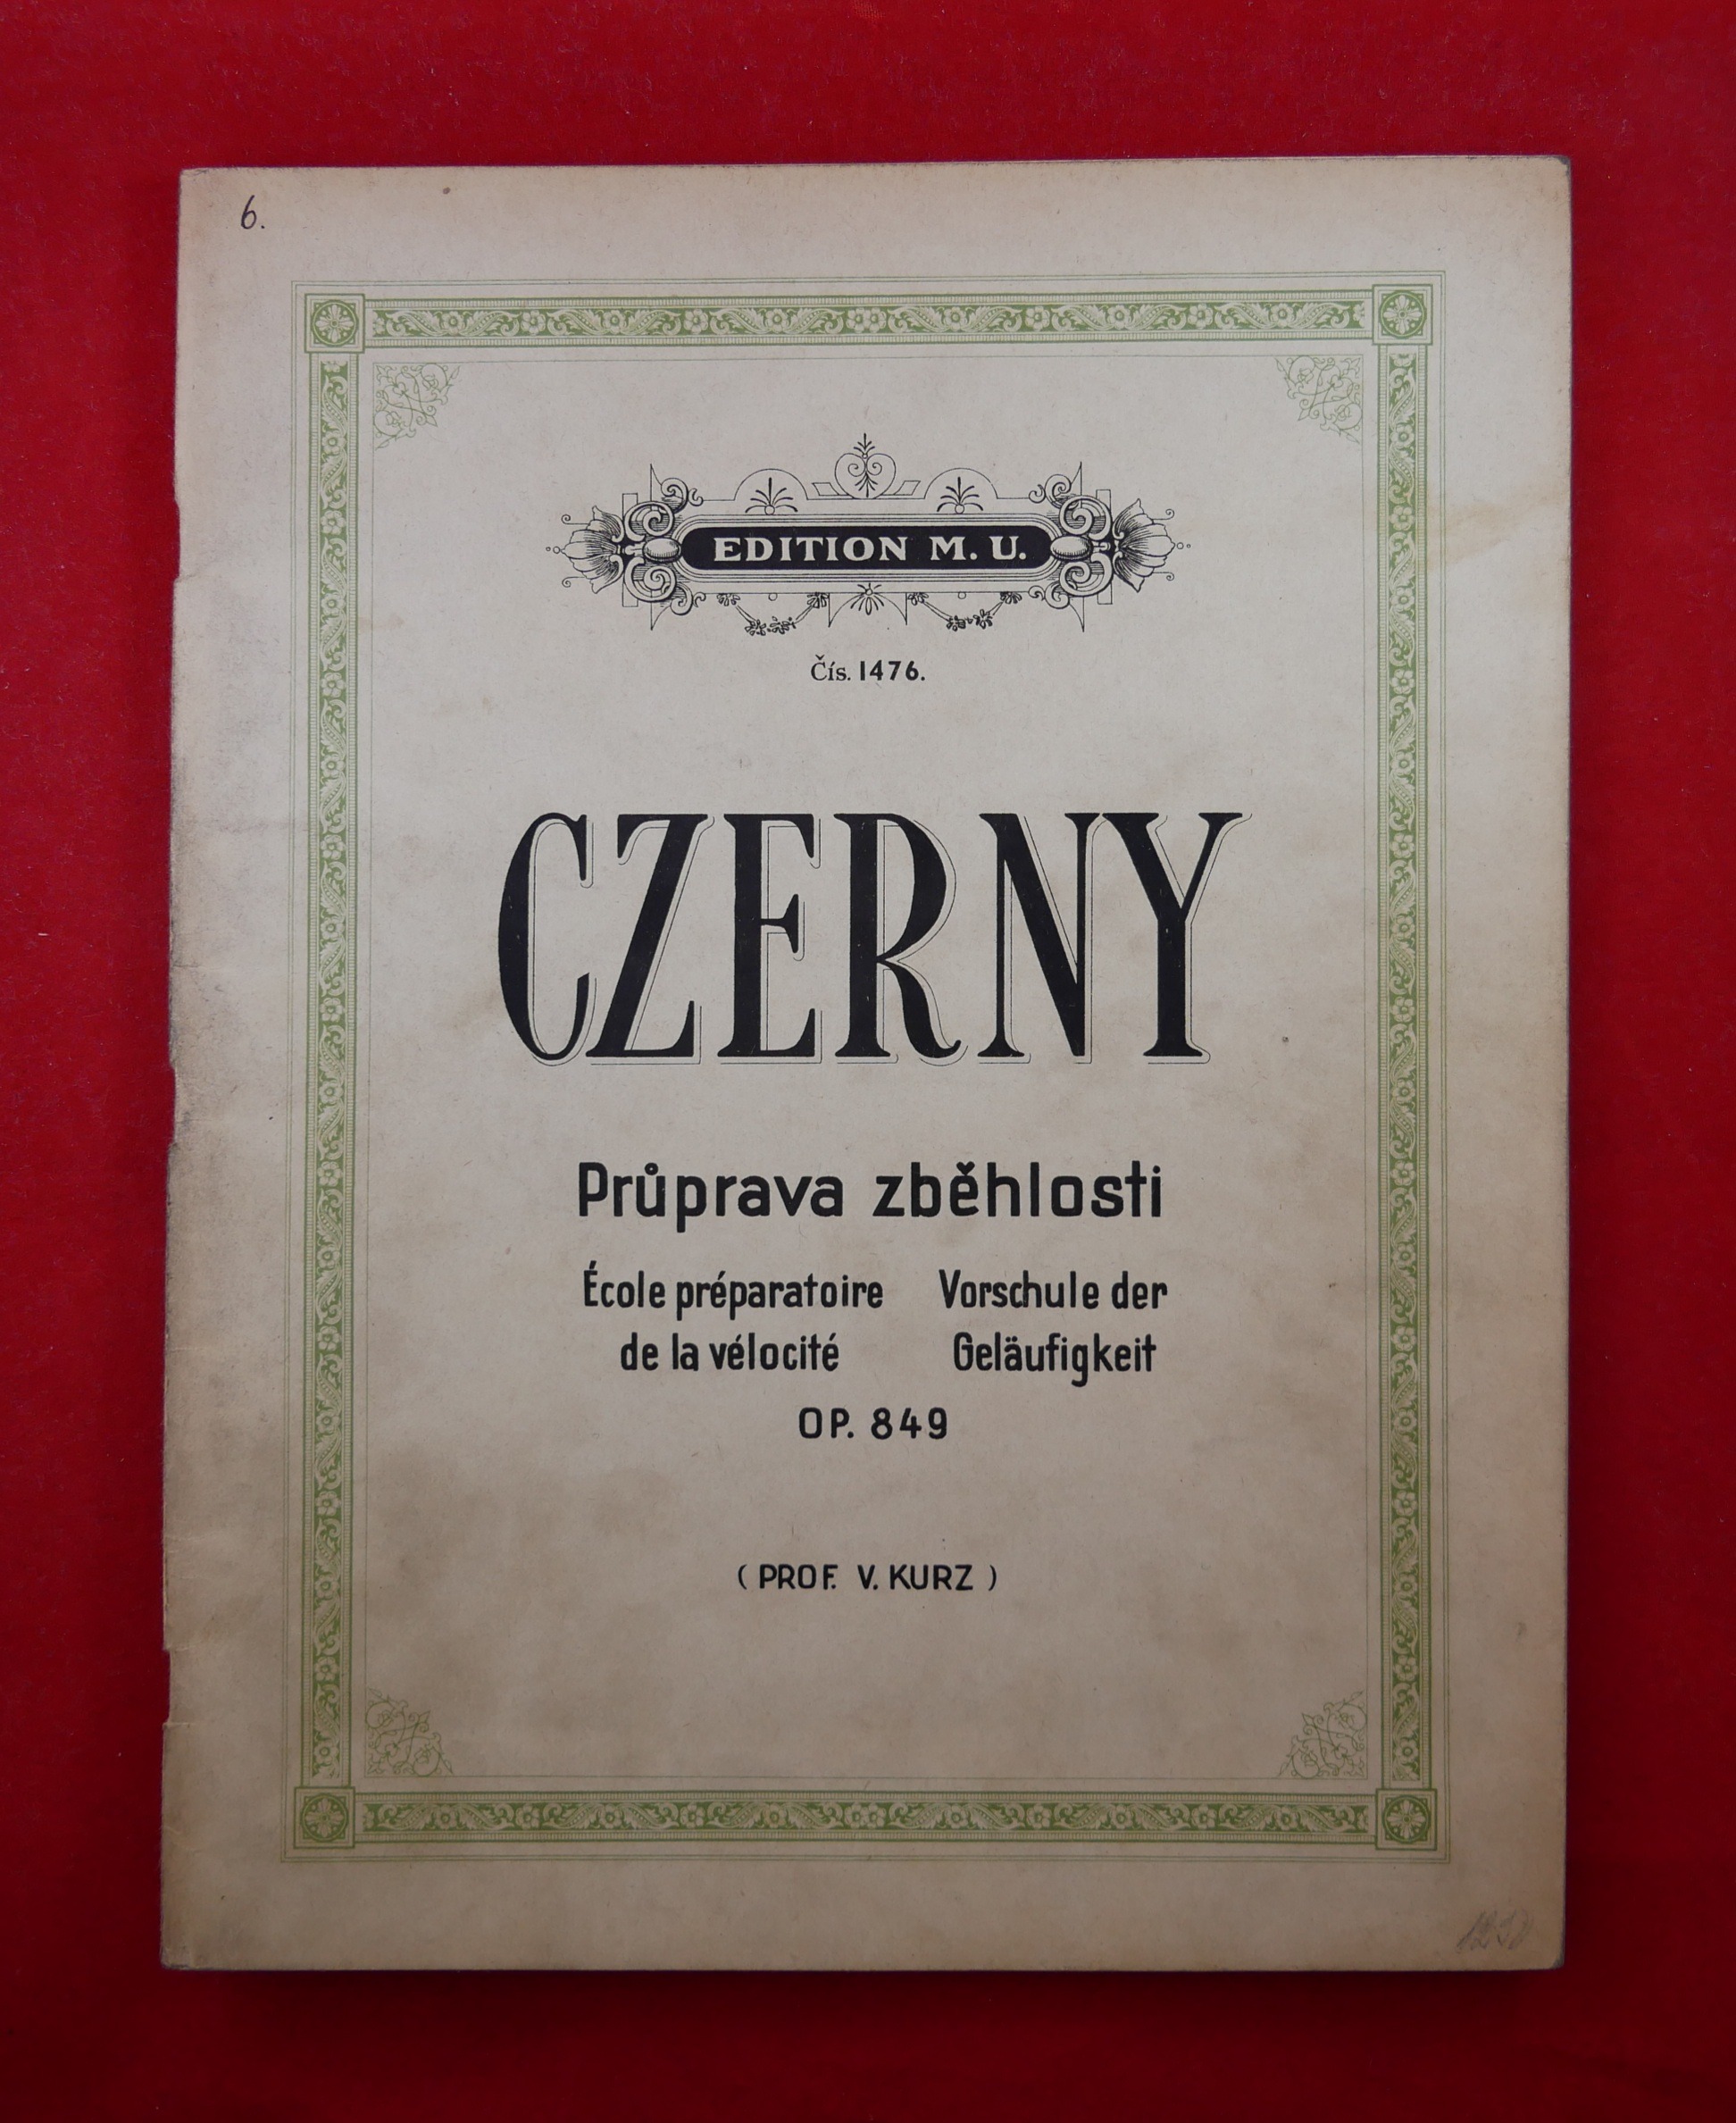 6.
EDITION M. U.
Čís. 1476.
CZERNY
Průprava zběhlosti
École préparatoire
de la vélocité
Vorschule der
Geläufigkeit
OP. 849
( PROF. V. KURZ )